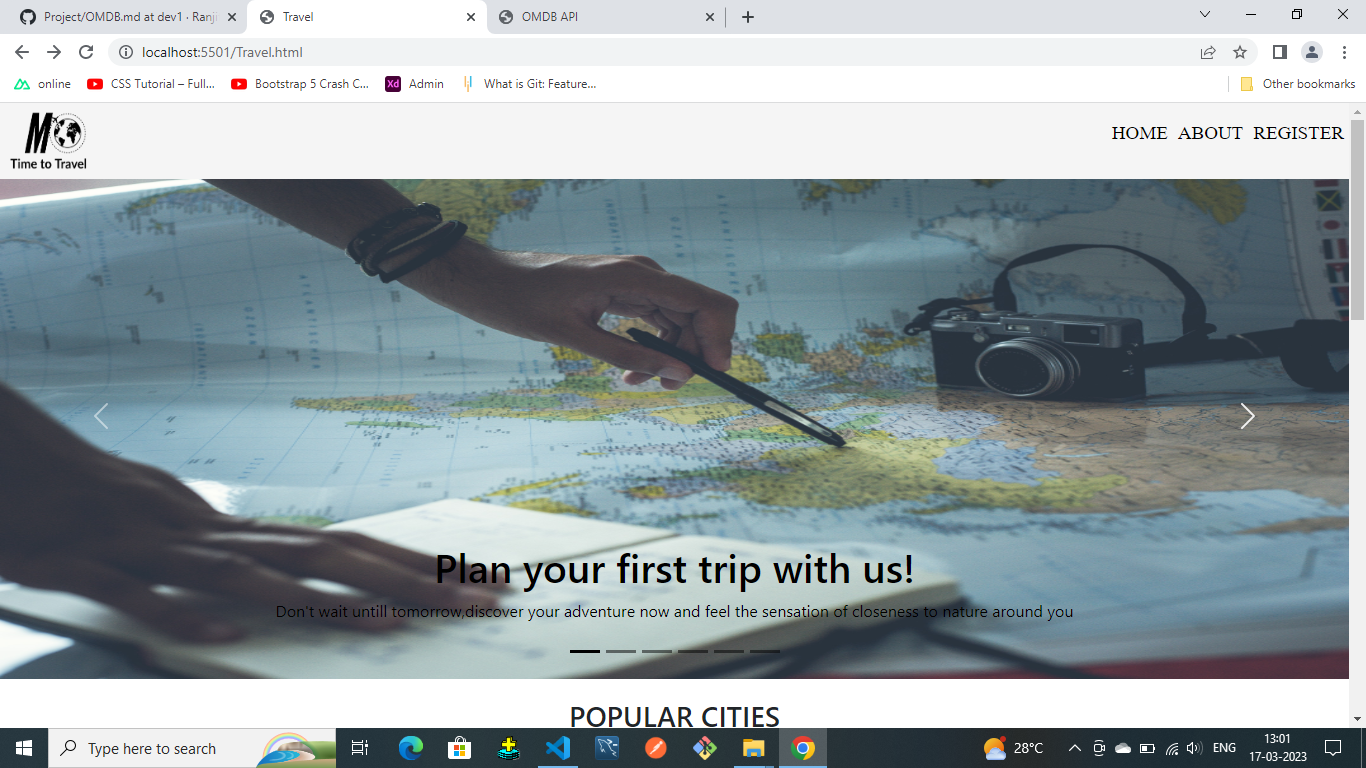 Project/OMDB.md at dev1 · Ranji
Travel
OMDB API
localhost:5501/Travel.html
online
CSS Tutorial – Full...
Bootstrap 5 Crash C...
Xd
Admin
What is Git: Feature...
Other bookmarks
M
Time to Travel
HOME ABOUT REGISTER
Plan your first trip with us!
Don't wait untill tomorrow,discover your adventure now and feel the sensation of closeness to nature around you
POPULAR CITIES
Type here to search
28°C
ENG
13:01
17-03-2023